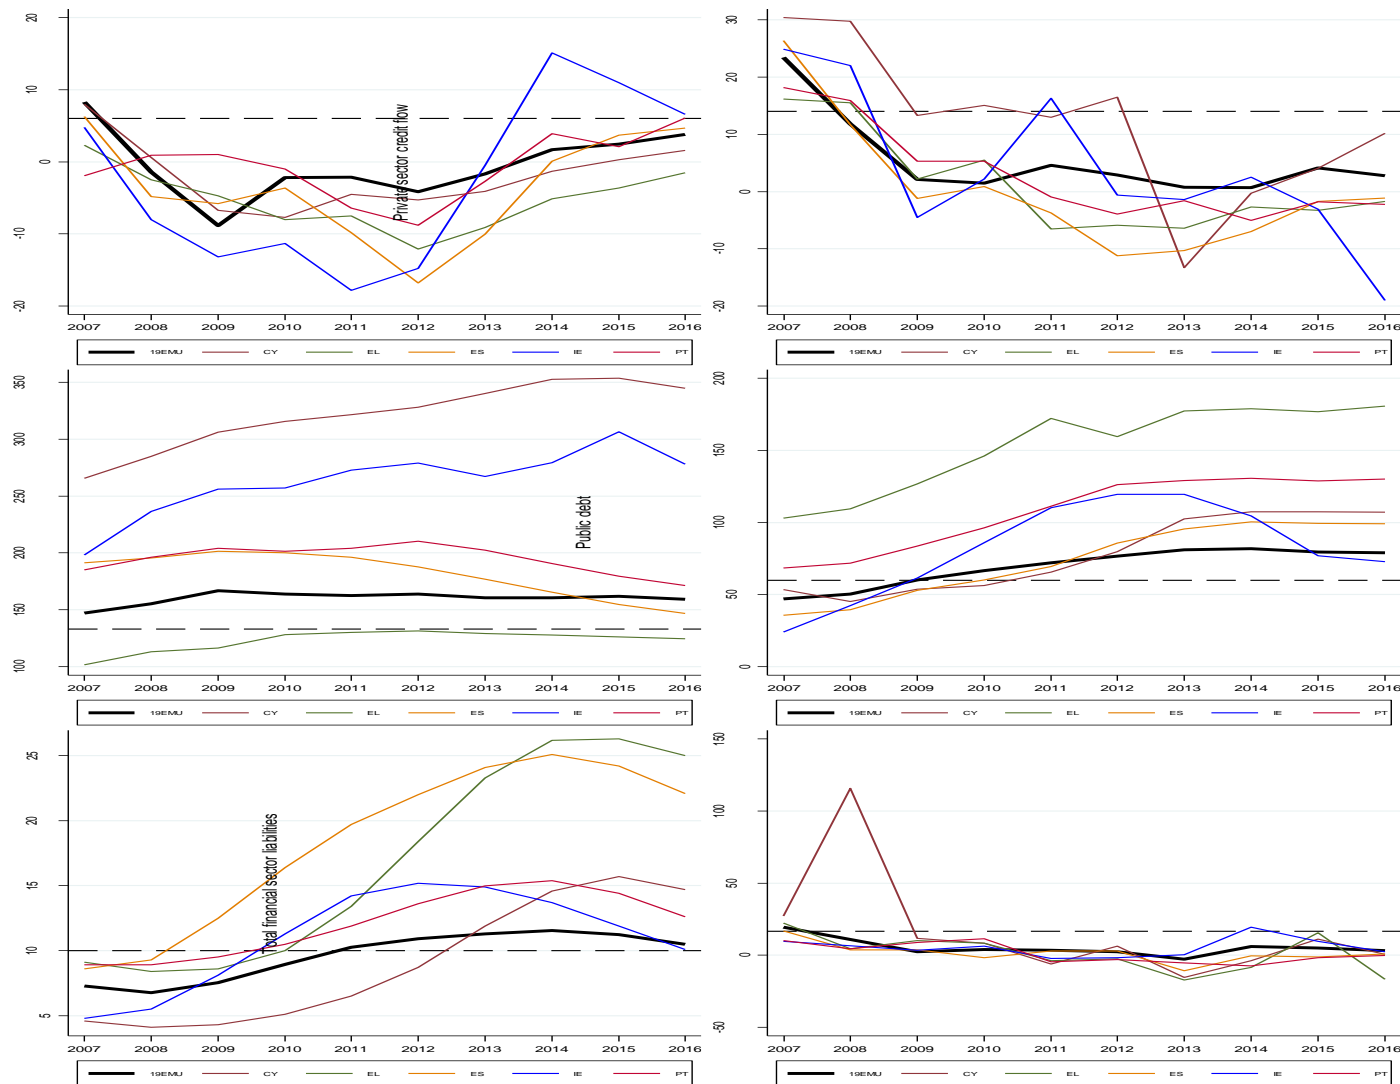 20
10
0
-10
-20
2007 2008 2009 2010 2011 2012 2013 2014 2015 2016
19EMU CY EL ES IE PT
Private sector credit flow
30
20
10
0
-10
-20
2007 2008 2009 2010 2011 2012 2013 2014 2015 2016
19EMU CY EL ES IE PT
350
300
250
200
150
100
2007 2008 2009 2010 2011 2012 2013 2014 2015 2016
19EMU CY EL ES IE PT
Public debt
200
150
100
50
0
2007 2008 2009 2010 2011 2012 2013 2014 2015 2016
19EMU CY EL ES IE PT
25
20
15
10
5
2007 2008 2009 2010 2011 2012 2013 2014 2015 2016
19EMU CY EL ES IE PT
Total financial sector liabilities
150
100
50
0
-50
2007 2008 2009 2010 2011 2012 2013 2014 2015 2016
19EMU CY EL ES IE PT